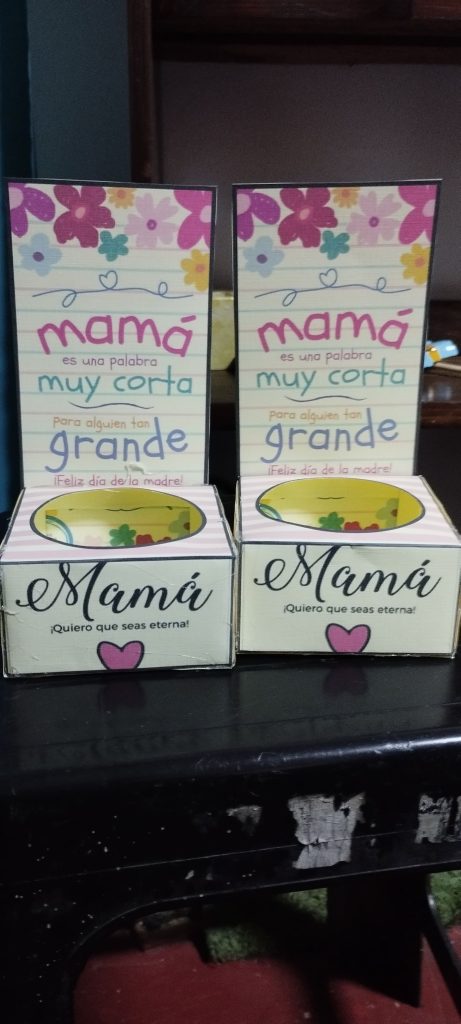 mamá
es una palabra
muy corta
para alguien tan
grande
¡Feliz día de la madre!
Mamá
¡Quiero que seas eterna!
mamá
es una palabra
muy corta
para alguien tan
grande
¡Feliz día de la madre!
Mamá
¡Quiero que seas eterna!